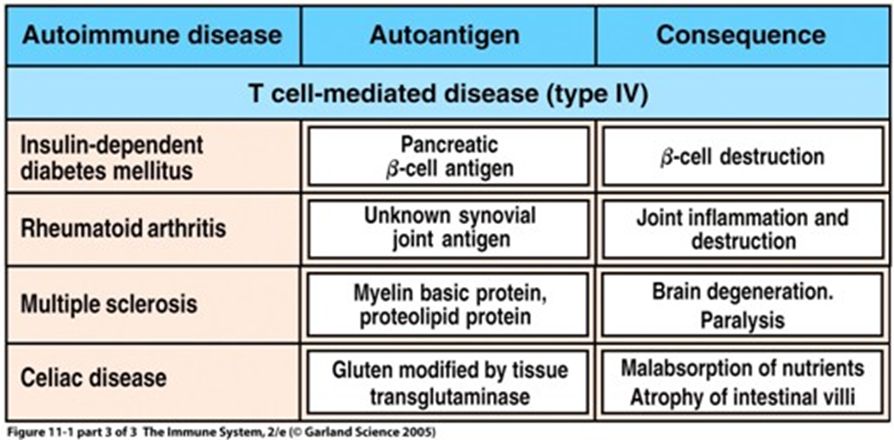 Autoimmune disease
Autoantigen
Consequence
T cell-mediated disease (type IV)
Insulin-dependent
diabetes mellitus
Pancreatic
β-cell antigen
β-cell destruction
Rheumatoid arthritis
Unknown synovial
joint antigen
Joint inflammation and
destruction
Multiple sclerosis
Myelin basic protein,
proteolipid protein
Brain degeneration.
Paralysis
Celiac disease
Gluten modified by tissue
transglutaminase
Malabsorption of nutrients
Atrophy of intestinal villi
Figure 11-1 part 3 of 3 The Immune System, 2/e (© Garland Science 2005)